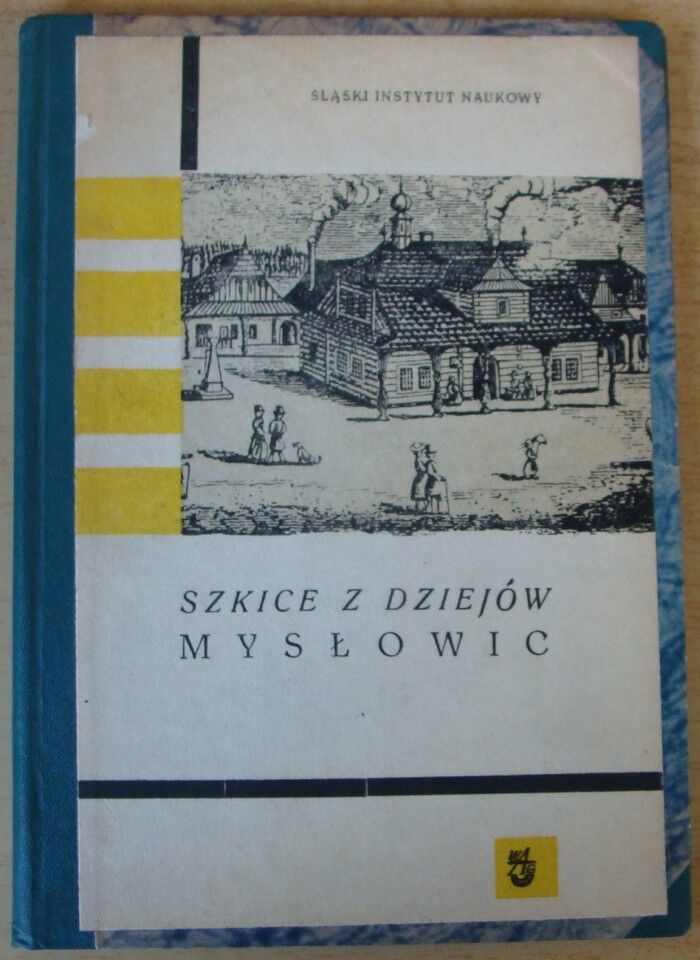 ŚLĄSKI INSTYTUT NAUKOWY
SZKICE Z DZIEJÓW
MYSŁOWIC